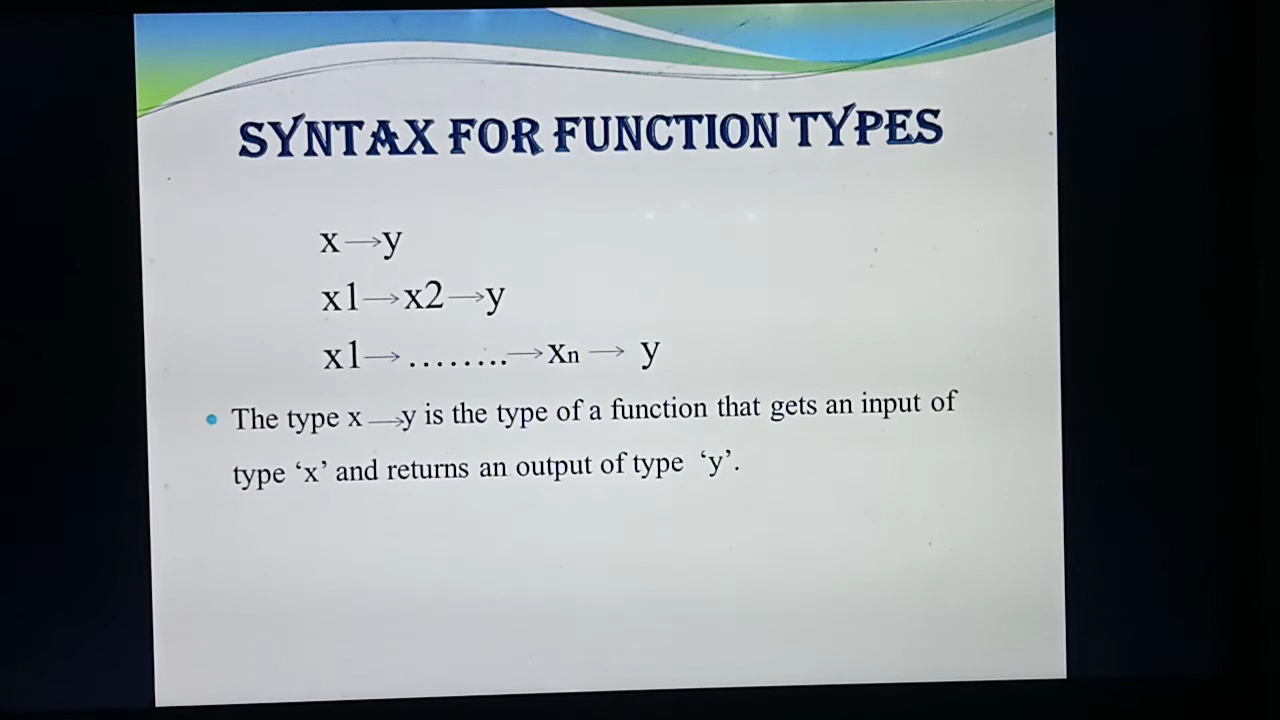 SYNTAX FOR FUNCTION TYPES
x→y
x1→x2→y
x1→........→xn→ y
• The type x→y is the type of a function that gets an input of
type ‘x’ and returns an output of type ‘y’.